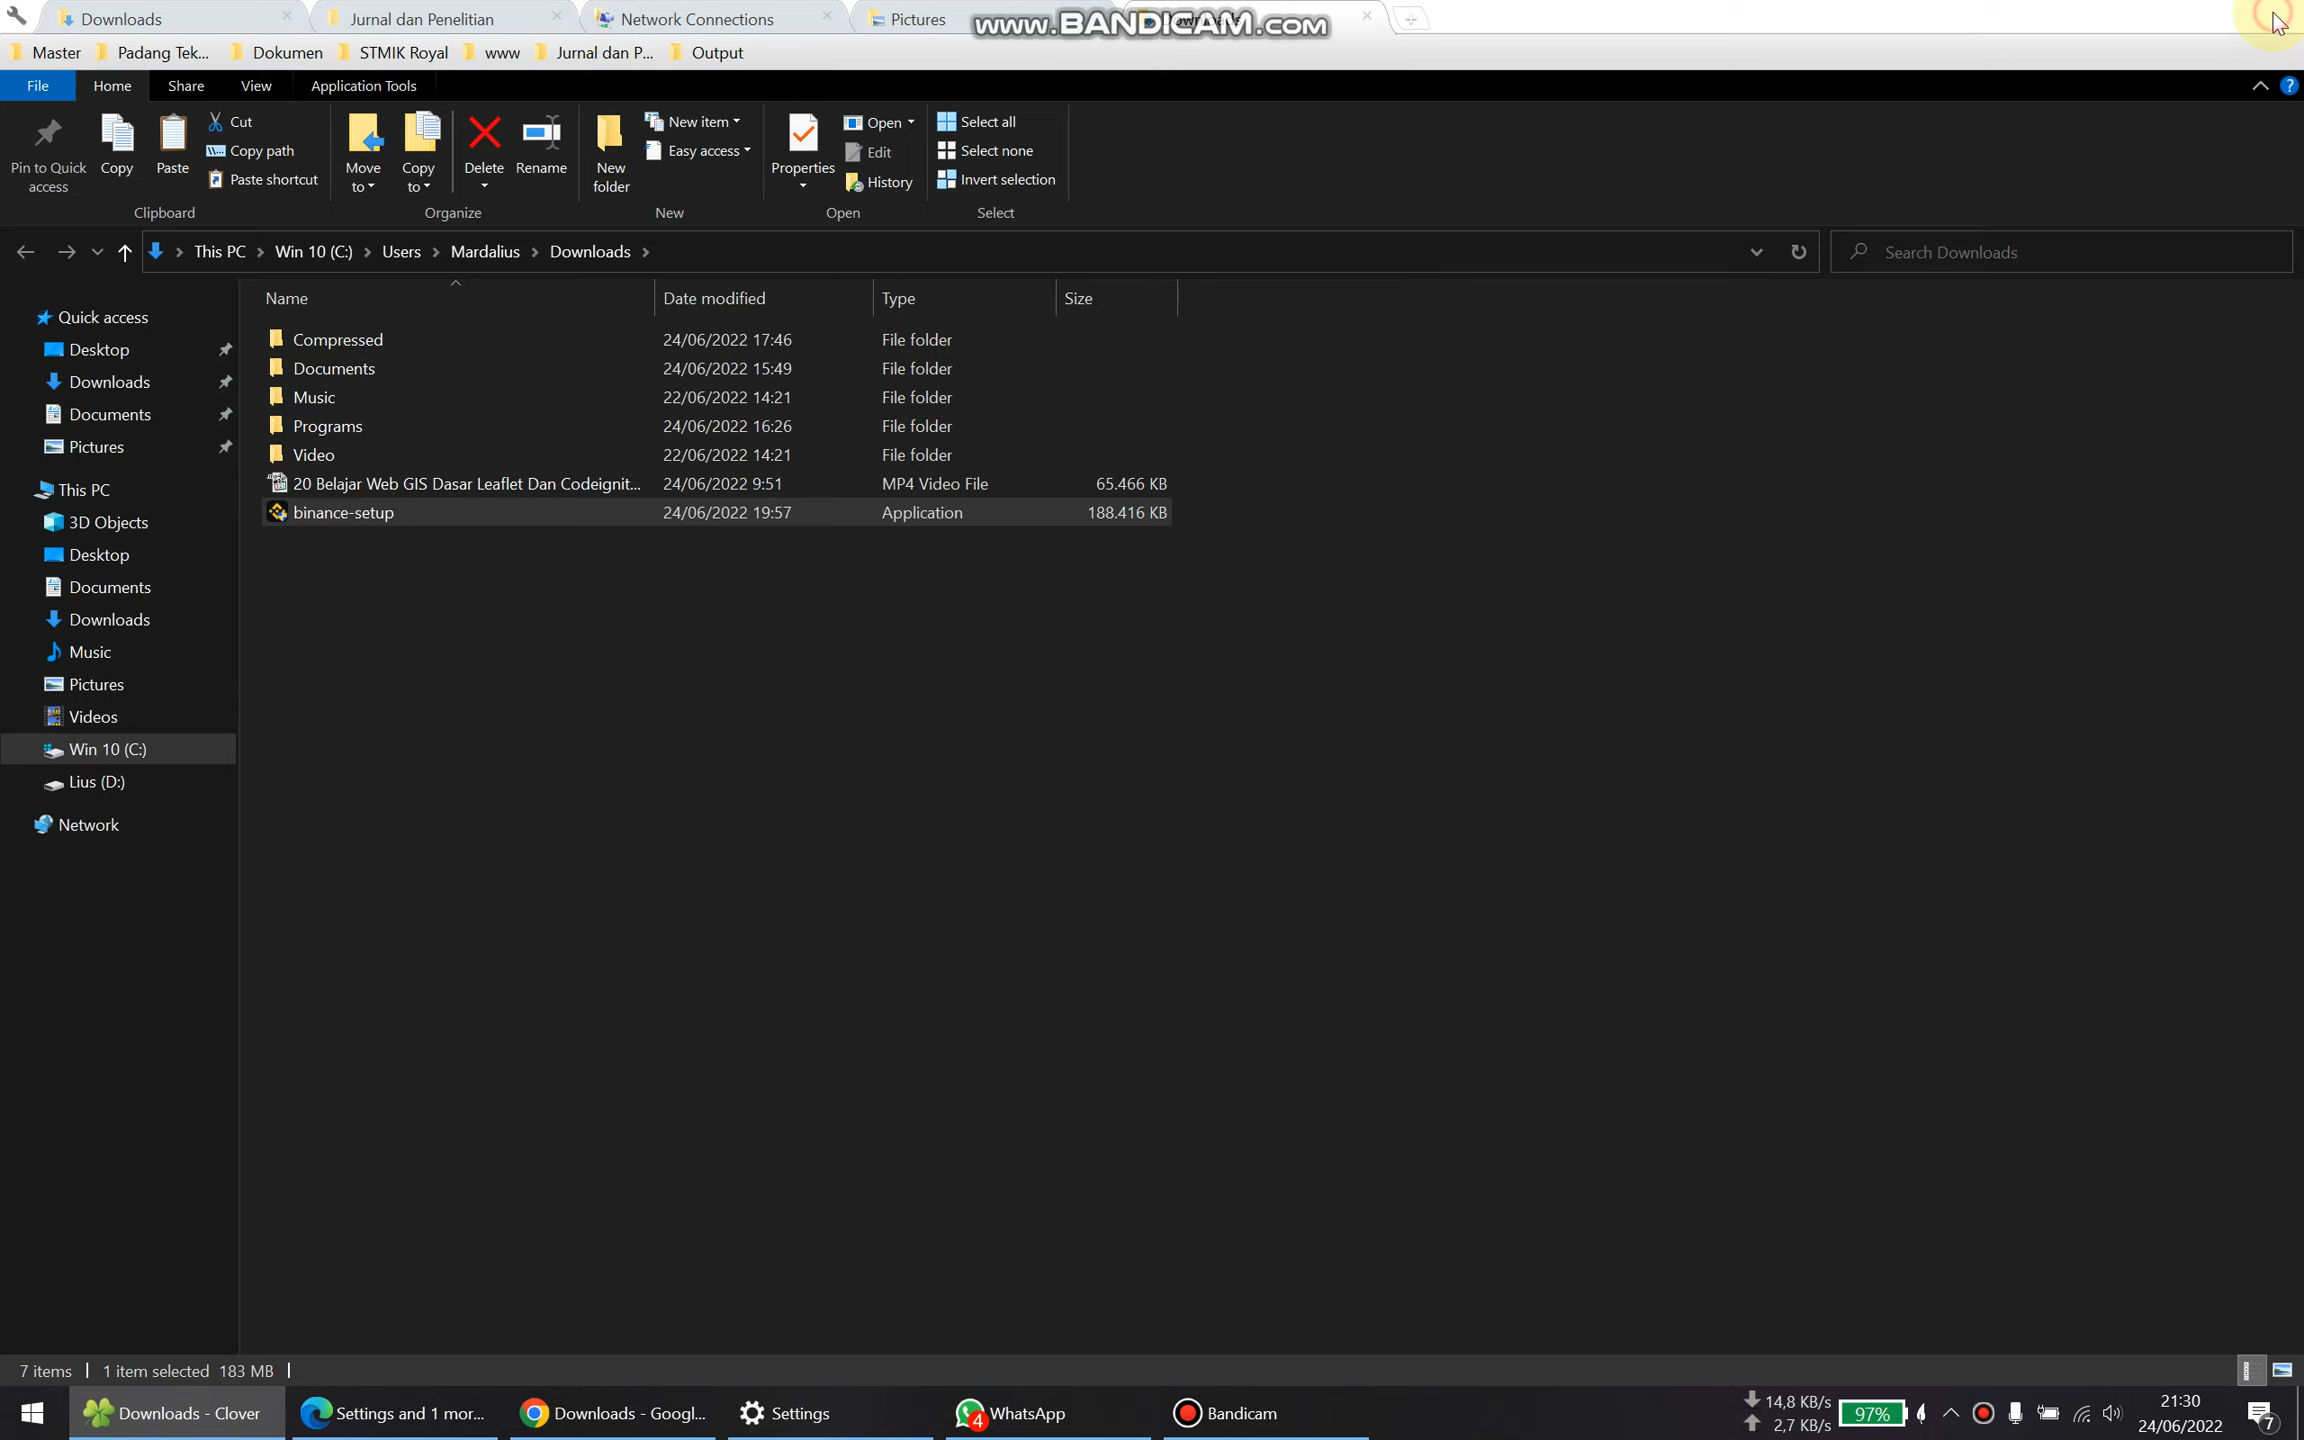 Downloads
Jurnal dan Penelitian
Network Connections
Pictures
www.BANDICAM.com
Master
Padang Tek...
Dokumen
STMIK Royal
www
Jurnal dan P...
Output
File
Home
Share
View
Application Tools
Pin to Quick access
Copy
Paste
Cut
Copy path
Paste shortcut
Clipboard
Move to
Copy to
Delete
Rename
Organize
New folder
New item
Easy access
New
Properties
Open
Edit
History
Open
Select all
Select none
Invert selection
Select
This PC > Win 10 (C:) > Users > Mardalius > Downloads >
Search Downloads
Name Date modified Type Size
Compressed 24/06/2022 17:46 File folder
Documents 24/06/2022 15:49 File folder
Music 22/06/2022 14:21 File folder
Programs 24/06/2022 16:26 File folder
Video 22/06/2022 14:21 File folder
20 Belajar Web GIS Dasar Leaflet Dan Codeignit... 24/06/2022 9:51 MP4 Video File 65.466 KB
binance-setup 24/06/2022 19:57 Application 188.416 KB
Quick access
Desktop
Downloads
Documents
Pictures
This PC
3D Objects
Desktop
Documents
Downloads
Music
Pictures
Videos
Win 10 (C:)
Lius (D:)
Network
7 items 1 item selected 183 MB
Downloads - Clover
Settings and 1 mor...
Downloads - Googl...
Settings
4
WhatsApp
Bandicam
14,8 KB/s
2,7 KB/s
97%
21:30
24/06/2022
7